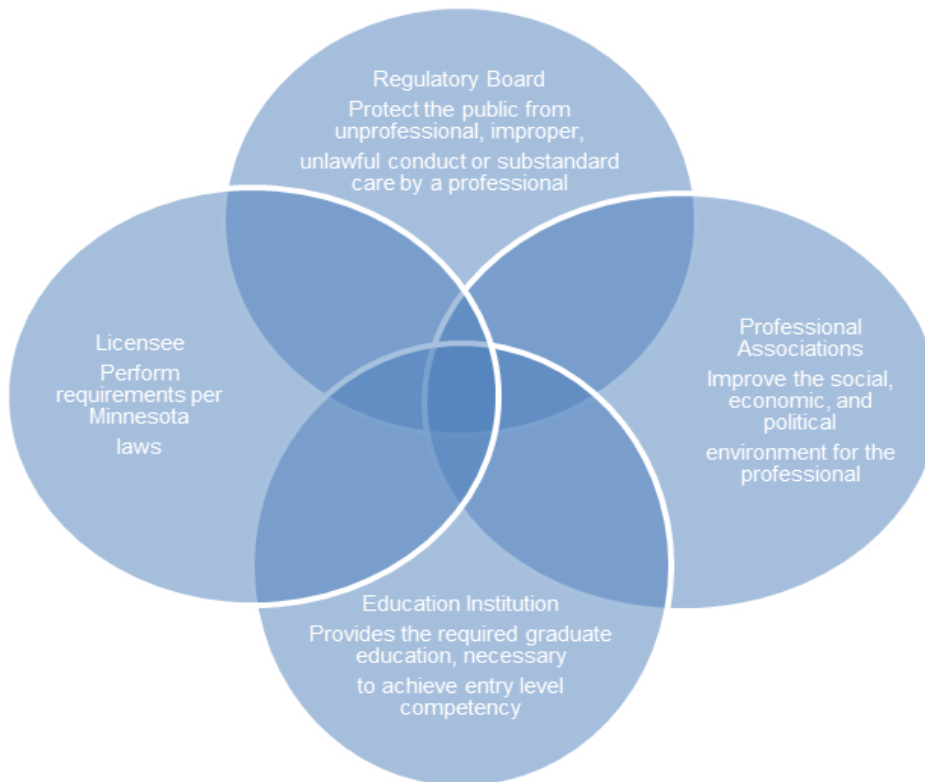 Regulatory Board
Protect the public from
unprofessional, improper,
unlawful conduct or substandard
care by a professional
Licensee
Perform
requirements per
Minnesota
laws
Professional
Associations
Improve the social,
economic, and
political
environment for the
professional
Education Institution
Provides the required graduate
education, necessary
to achieve entry level
competency